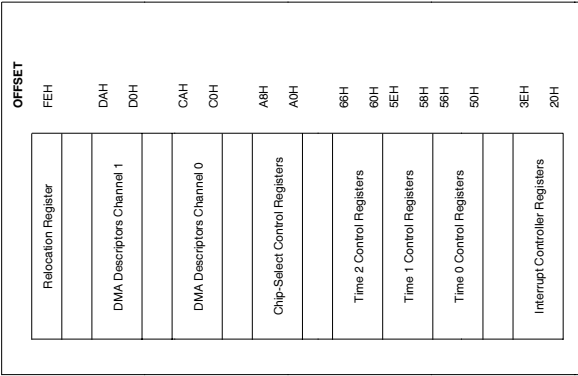 OFFSET
Relocation Register FEH
DAH
DMA Descriptors Channel 1
D0H
CAH
DMA Descriptors Channel 0
C0H
A8H
Chip-Select Control Registers
A0H
66H
Time 2 Control Registers
60H
5EH
Time 1 Control Registers
58H
56H
Time 0 Control Registers
50H
3EH
Interrupt Controller Registers
20H